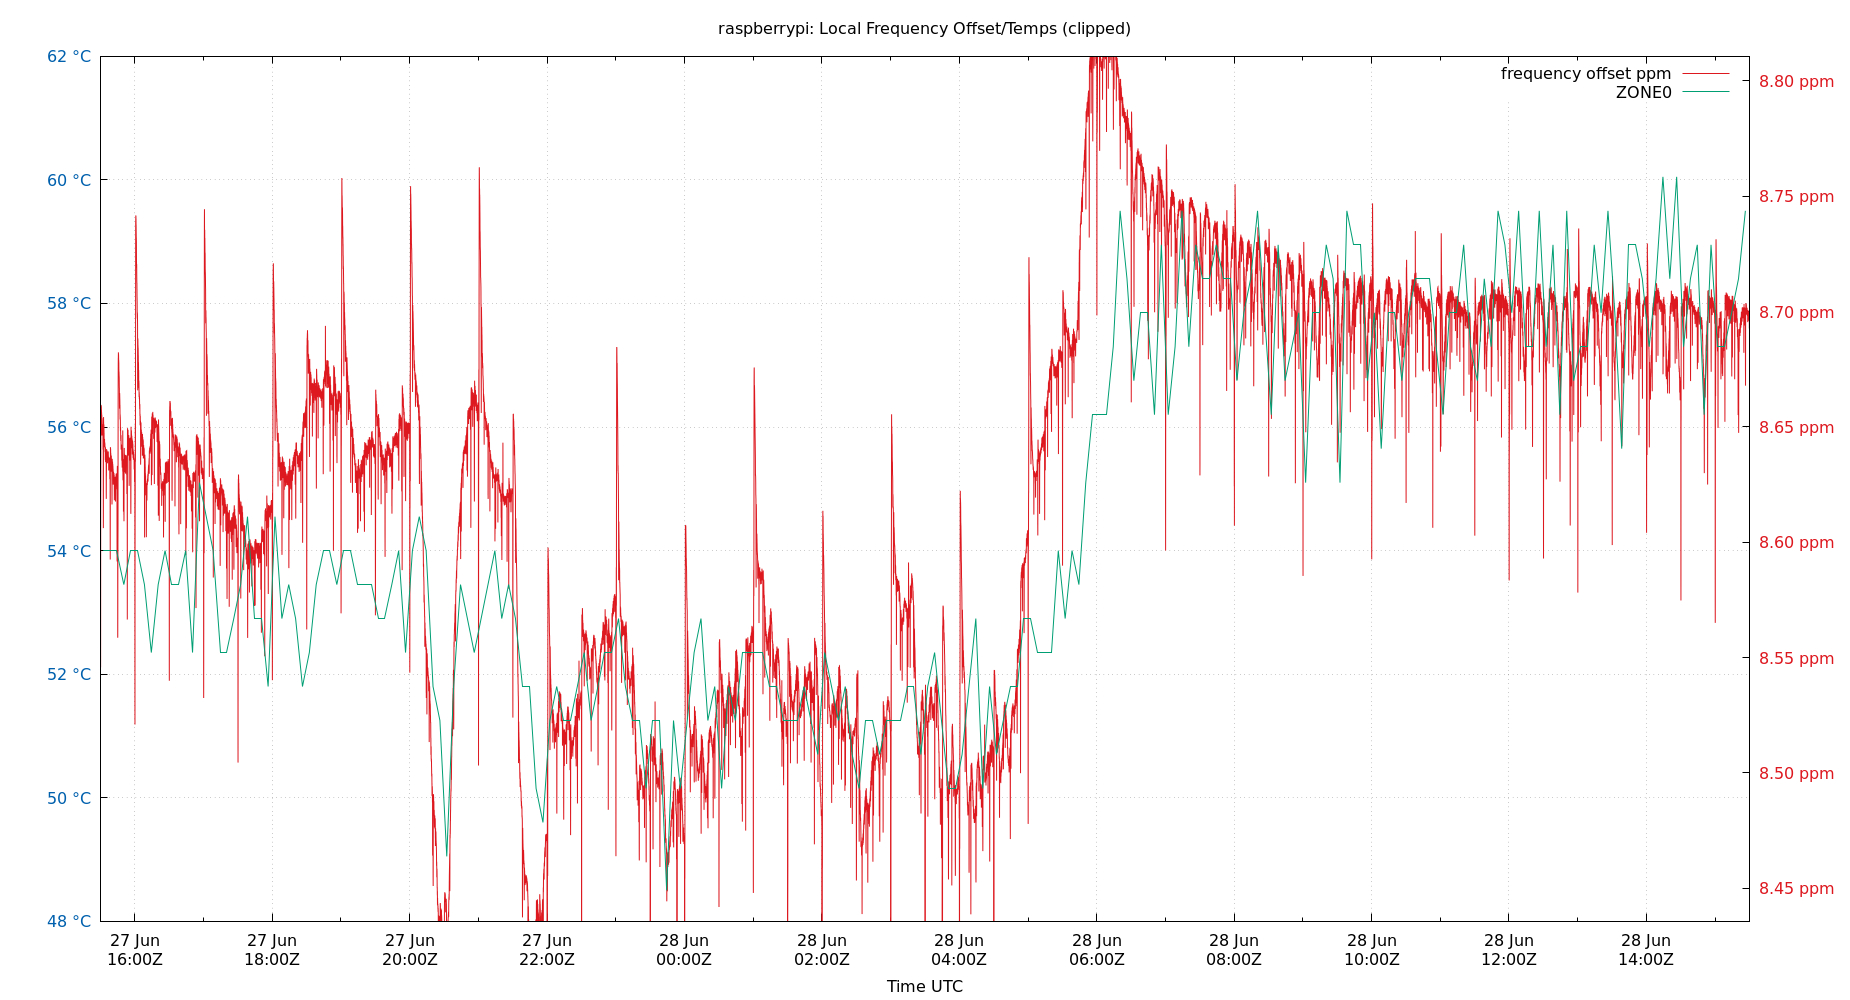 raspberrypi: Local Frequency Offset/Temps (clipped)
62 °C
60 °C
58 °C
56 °C
54 °C
52 °C
50 °C
48 °C
frequency offset ppm
ZONE0
8.80 ppm
8.75 ppm
8.70 ppm
8.65 ppm
8.60 ppm
8.55 ppm
8.50 ppm
8.45 ppm
27 Jun 27 Jun 27 Jun 27 Jun 28 Jun 28 Jun 28 Jun 28 Jun 28 Jun 28 Jun 28 Jun 28 Jun
16:00Z 18:00Z 20:00Z 22:00Z 00:00Z 02:00Z 04:00Z 06:00Z 08:00Z 10:00Z 12:00Z 14:00Z
Time UTC